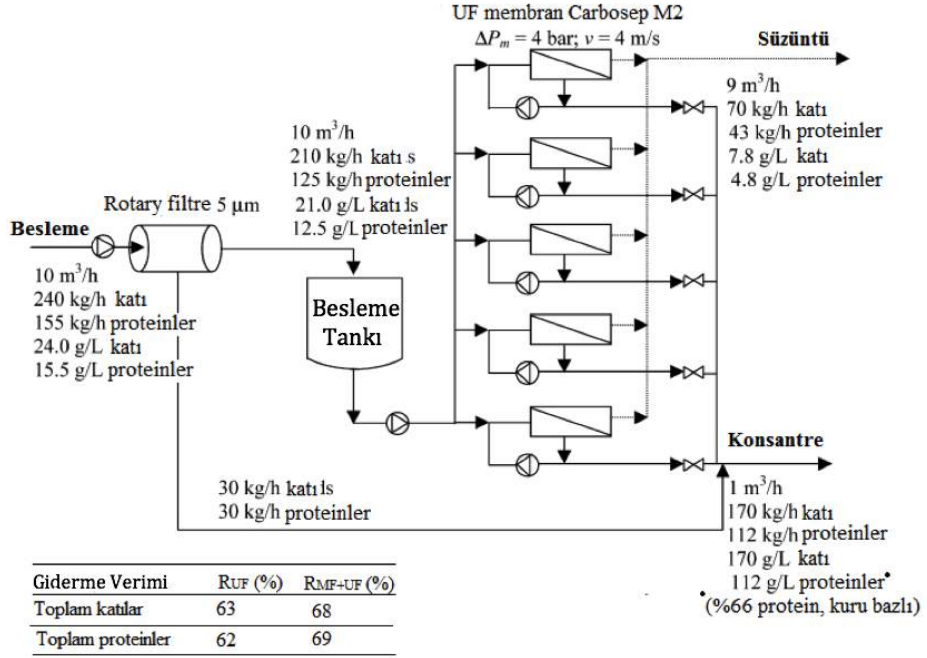 UF membran Carbosep M2
ΔPm = 4 bar; v = 4 m/s
Süzüntü
9 m³/h
70 kg/h katı
43 kg/h proteinler
7.8 g/L katı
4.8 g/L proteinler
10 m³/h
210 kg/h katı s
125 kg/h proteinler
21.0 g/L katı ls
12.5 g/L proteinler
Rotary filtre 5 μm
Besleme
10 m³/h
240 kg/h katı
155 kg/h proteinler
24.0 g/L katı
15.5 g/L proteinler
Besleme
Tankı
Konsantre
1 m³/h
170 kg/h katı
112 kg/h proteinler
170 g/L katı
112 g/L proteinler•
•(%66 protein, kuru bazlı)
30 kg/h katı ls
30 kg/h proteinler
Giderme Verimi RUF (%) RMF+UF (%)
Toplam katılar 63 68
Toplam proteinler 62 69